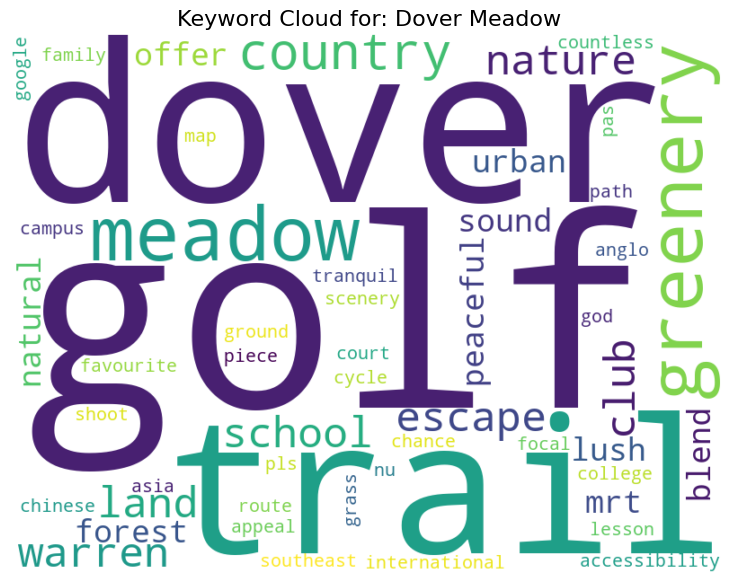 Keyword Cloud for: Dover Meadow
google
family
offer
country
nature
countless
dover
map
pas
greenery
urban
path
campus
meadow
sound
anglo
natural
golf
tranquil
scenery
peaceful
god
ground
piece
favourite
court
cycle
club
shoot
school
escape
trail
chance
focal
lush
blend
pls
nu
college
asia
chinese
land
route
grass
mrt
forest
appeal
lesson
warren
southeast
international
accessibility